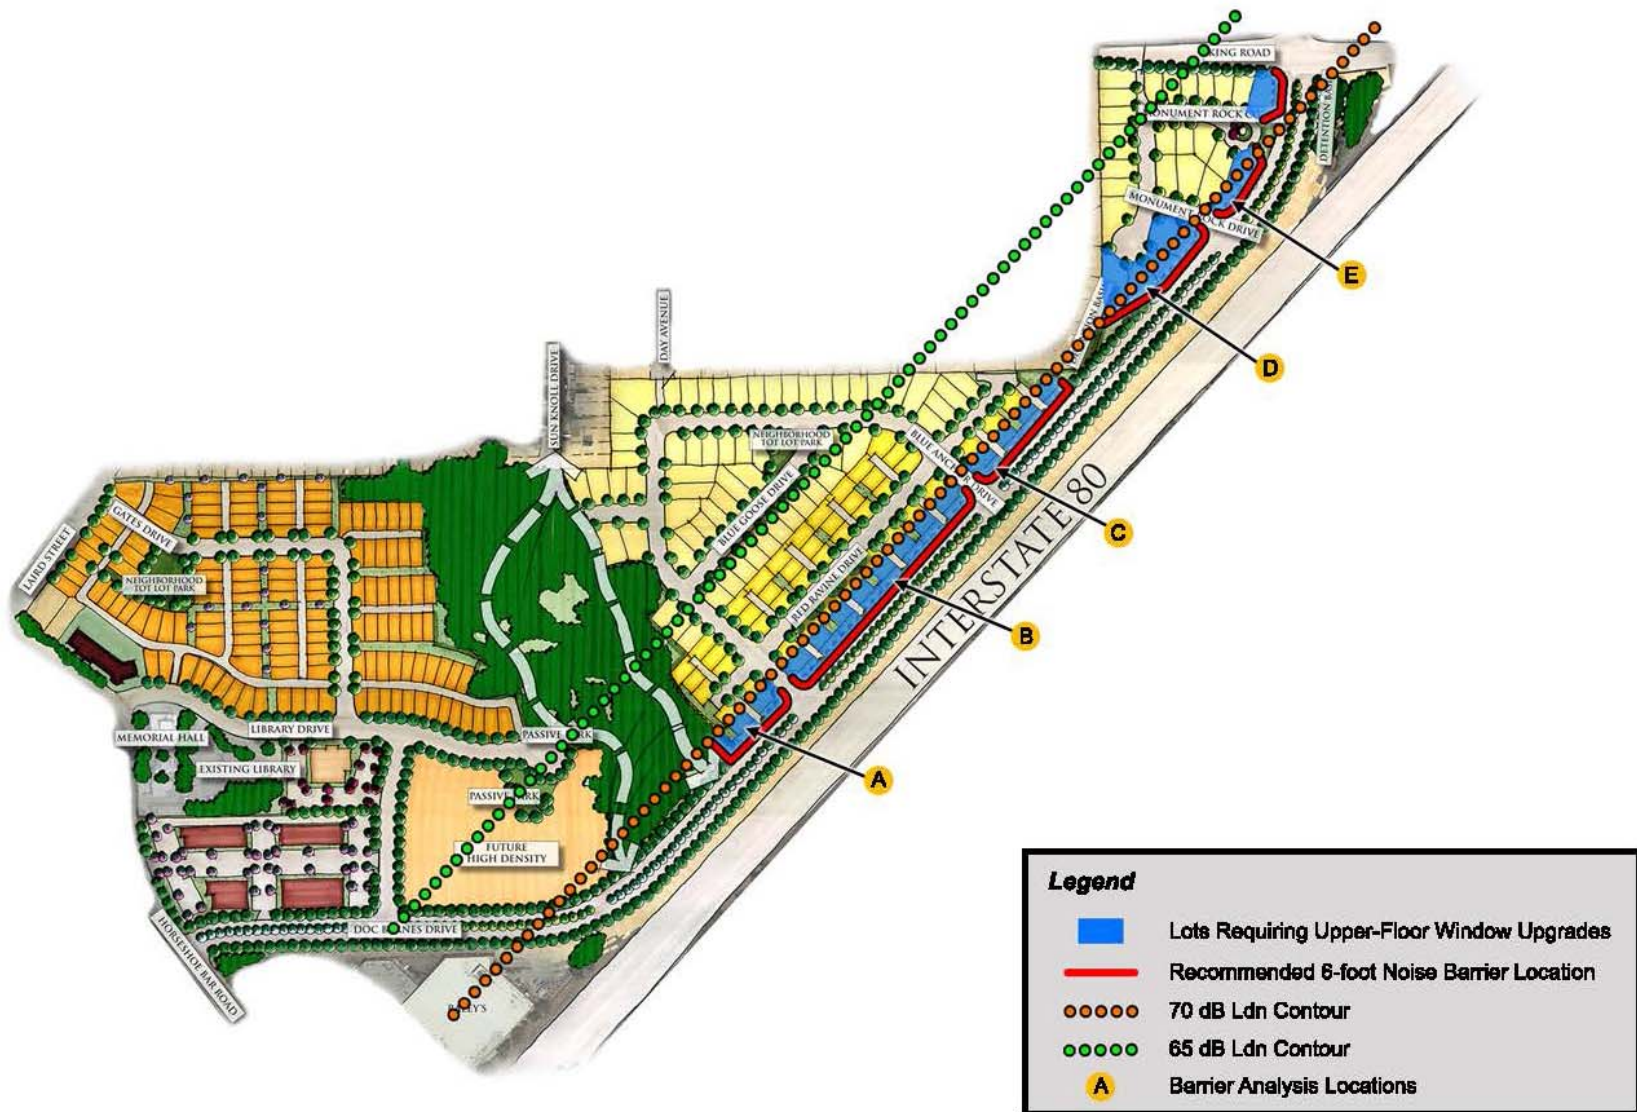 KING ROAD
MONUMENT ROCK
DETENTION BASIN
MONUMENT ROCK DRIVE
E
D
DAY AVENUE
SUN KNOLL DRIVE
NEIGHBORHOOD
TOT LOT PARK
BLUE ANCHOR DRIVE
BLUE GOOSE DRIVE
RED RAVINE DRIVE
INTERSTATE 80
C
B
A
LAIRD STREET
GATES DRIVE
NEIGHBORHOOD
TOT LOT PARK
LIBRARY DRIVE
MEMORIAL HALL
EXISTING LIBRARY
PASSIVE PARK
PASSIVE PARK
FUTURE
HIGH DENSITY
DOC BARNES DRIVE
HORSESHOE BAR ROAD
Legend
Lots Requiring Upper-Floor Window Upgrades
Recommended 6-foot Noise Barrier Location
70 dB Ldn Contour
65 dB Ldn Contour
A Barrier Analysis Locations